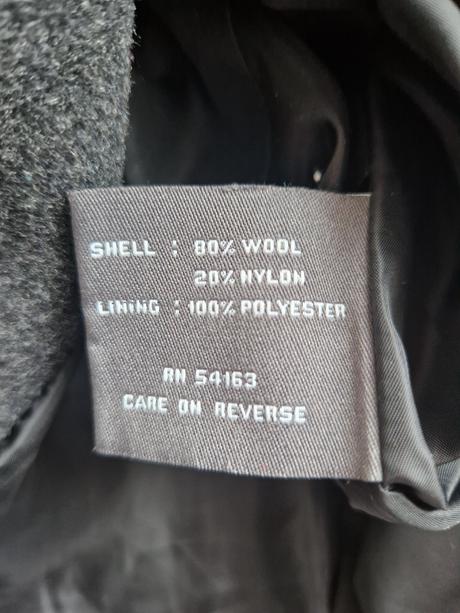 SHELL : 80% WOOL
20% NYLON
LINING : 100% POLYESTER
RN 54163
CARE ON REVERSE